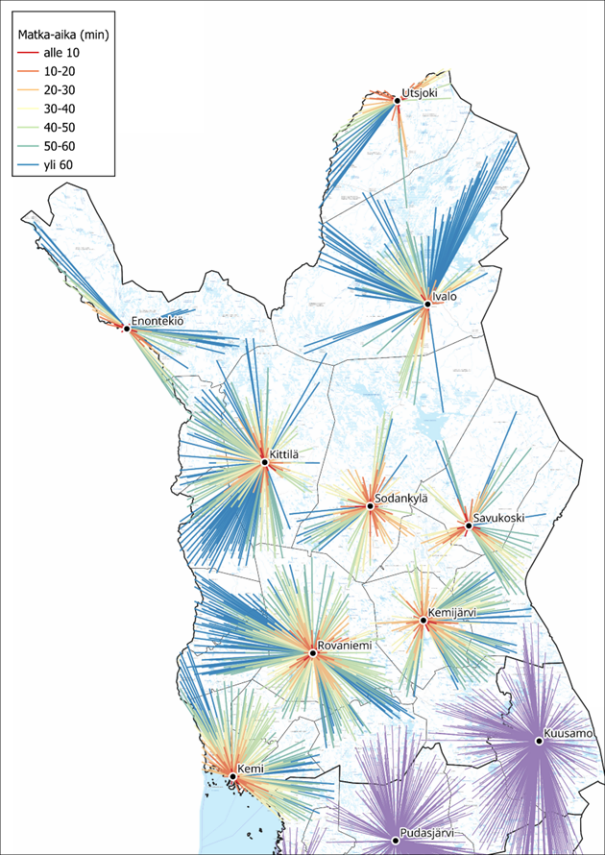 Matka-aika (min)
alle 10
10-20
20-30
30-40
40-50
50-60
yli 60
Utsjoki
Ivalo
Enontekiö
Kittilä
Sodankylä
Savukoski
Kemijärvi
Rovaniemi
Kuusamo
Kemi
Pudasjärvi